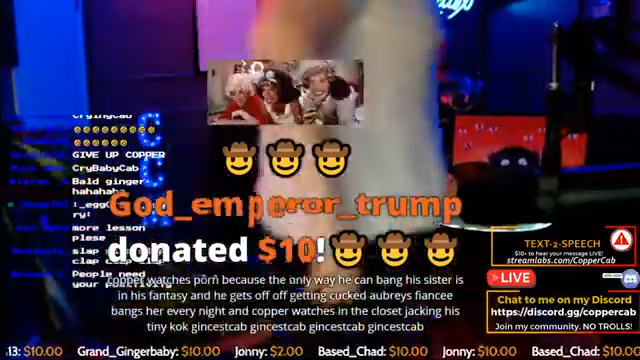 CryingCab
GIVE UP COPPER
CryBabyCab
Bald ginger
hahahaha
:_eggC
ry:
more lesson
plese
slap
clap
People need
your
God_emperor_trump
donated $10!
copper watches pörn because the only way he can bang his sister is
in his fantasy and he gets off off getting cucked aubreys fiancee
bangs her every night and copper watches in the closet jacking his
tiny kok gincestcab gincestcab gincestcab gincestcab
TEXT-2-SPEECH
$10+ to hear your message LIVE!
streamlabs.com/CopperCab
LIVE
Chat to me on my Discord
https://discord.gg/coppercab
Join my community. NO TROLLS!
13: $10.00 Grand_Gingerbaby: $10.00 Jonny: $2.00 Based_Chad: $10.00 Jonny: $10.00 Based_Chad: $10.00